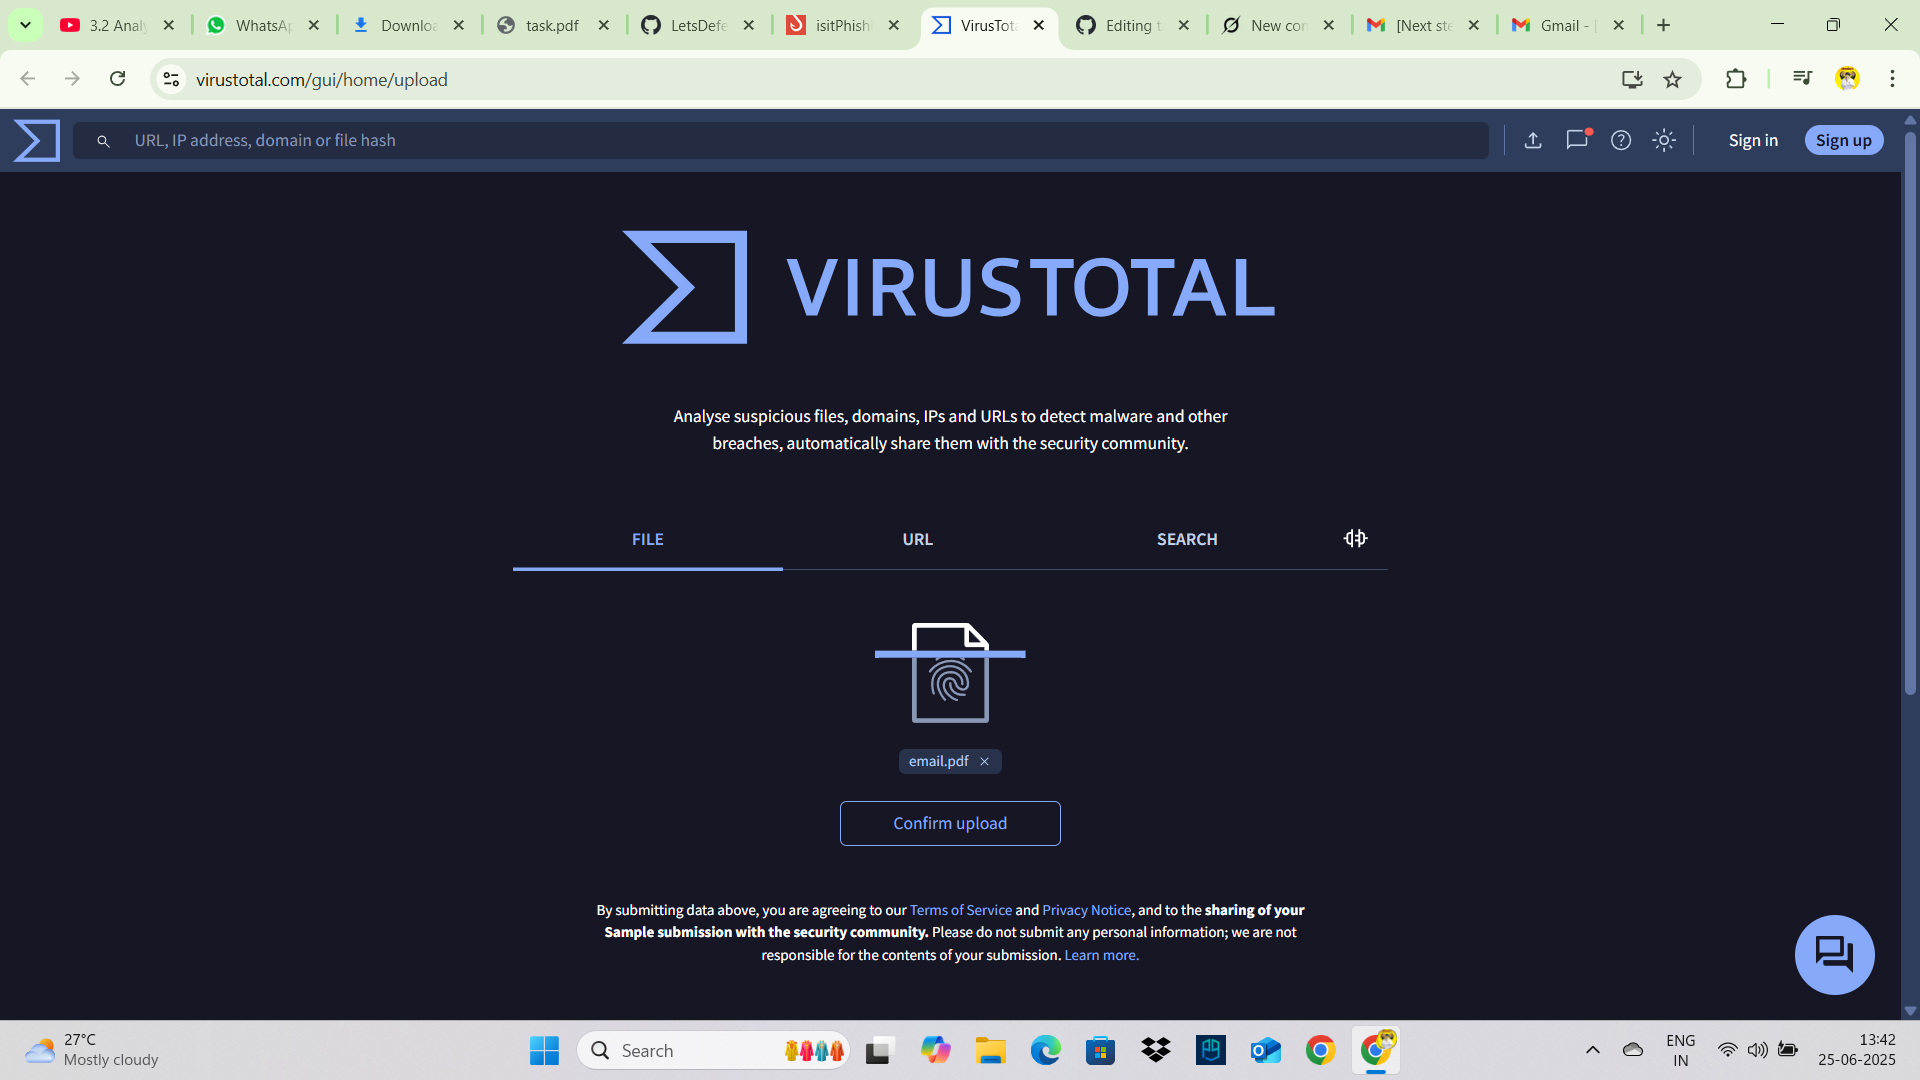 3.2 Analy
WhatsAp
Downloa
task.pdf
LetsDefe
isitPhishi
VirusTota
Editing t
New con
[Next ste
Gmail - [
virustotal.com/gui/home/upload
URL, IP address, domain or file hash
Sign in
Sign up
VIRUSTOTAL
Analyse suspicious files, domains, IPs and URLs to detect malware and other
breaches, automatically share them with the security community.
FILE
URL
SEARCH
email.pdf
Confirm upload
By submitting data above, you are agreeing to our Terms of Service and Privacy Notice, and to the sharing of your
Sample submission with the security community. Please do not submit any personal information; we are not
responsible for the contents of your submission. Learn more.
27°C
Mostly cloudy
Search
ENG
IN
13:42
25-06-2025